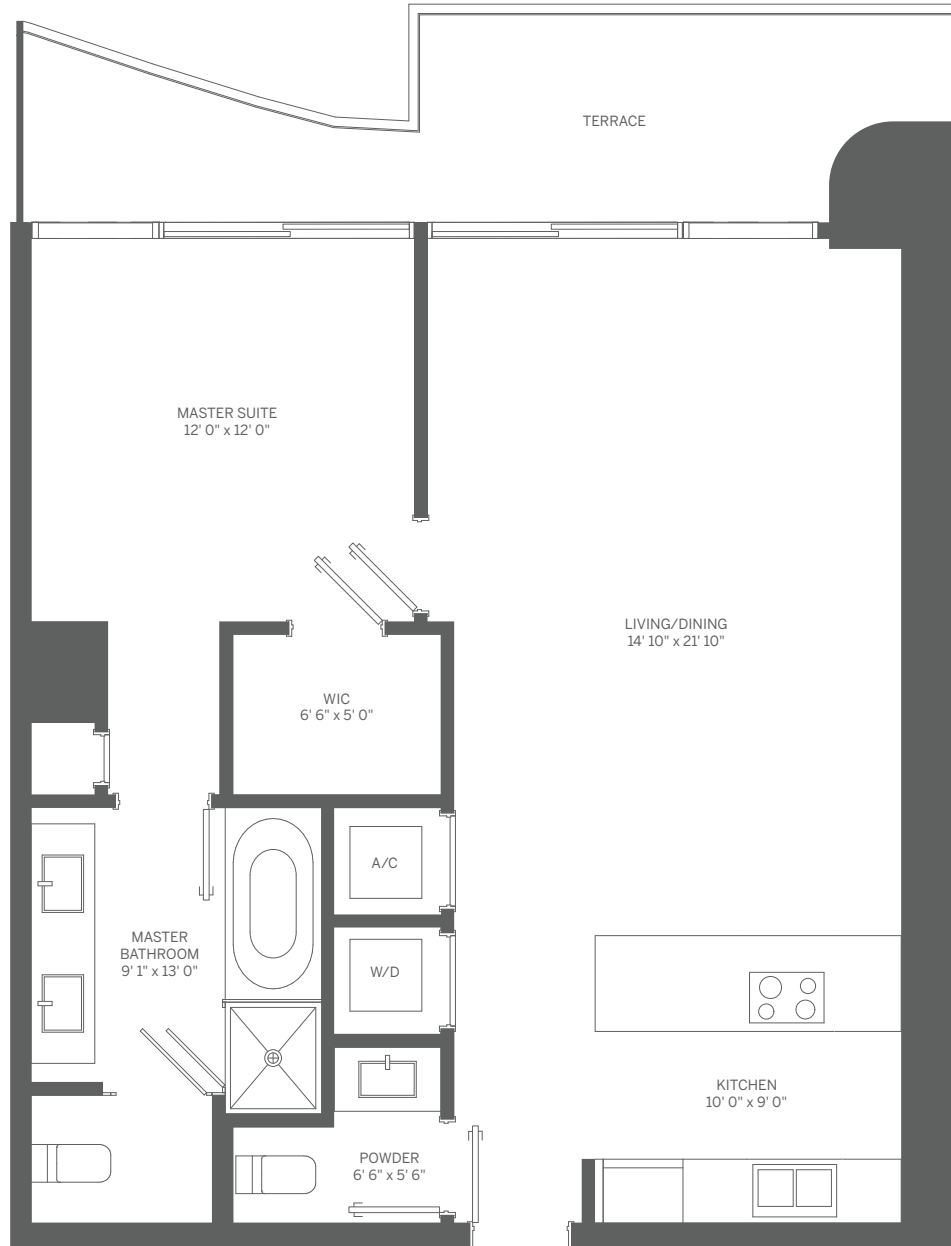 TERRACE
MASTER SUITE
12' 0" x 12' 0"
LIVING/DINING
14' 10" x 21' 10"
WIC
6' 6" x 5' 0"
A/C
MASTER
BATHROOM
9' 1" x 13' 0"
W/D
KITCHEN
10' 0" x 9' 0"
POWDER
6' 6" x 5' 6"